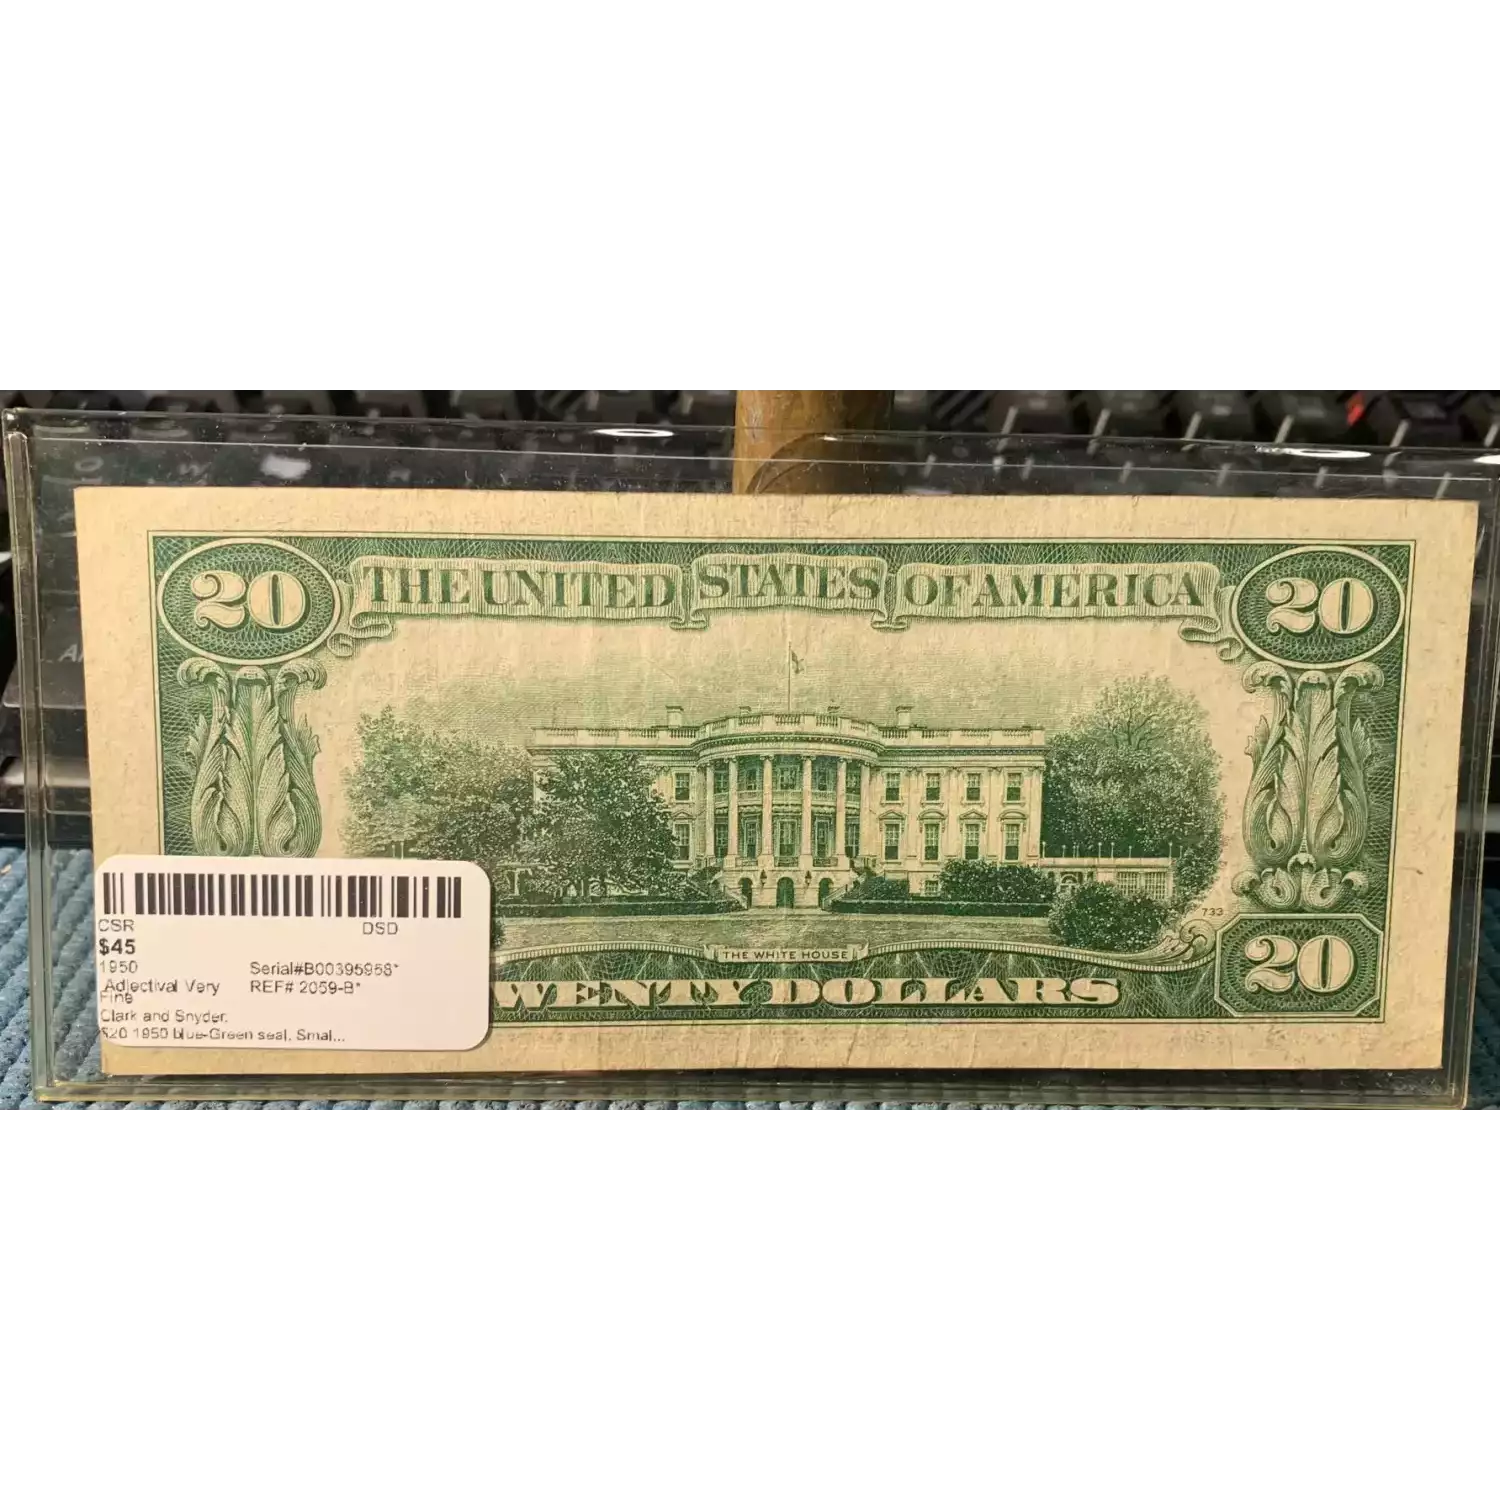 20 THE UNITED STATES OF AMERICA 20
733
THE WHITE HOUSE
WENTY DOLLARS 20
CSR DSD
$45
1950 Serial#B00395958*
Adjectival Very Fine REF# 2059-B*
Clark and Snyder,
$20 1950 blue-Green seal, Smal...